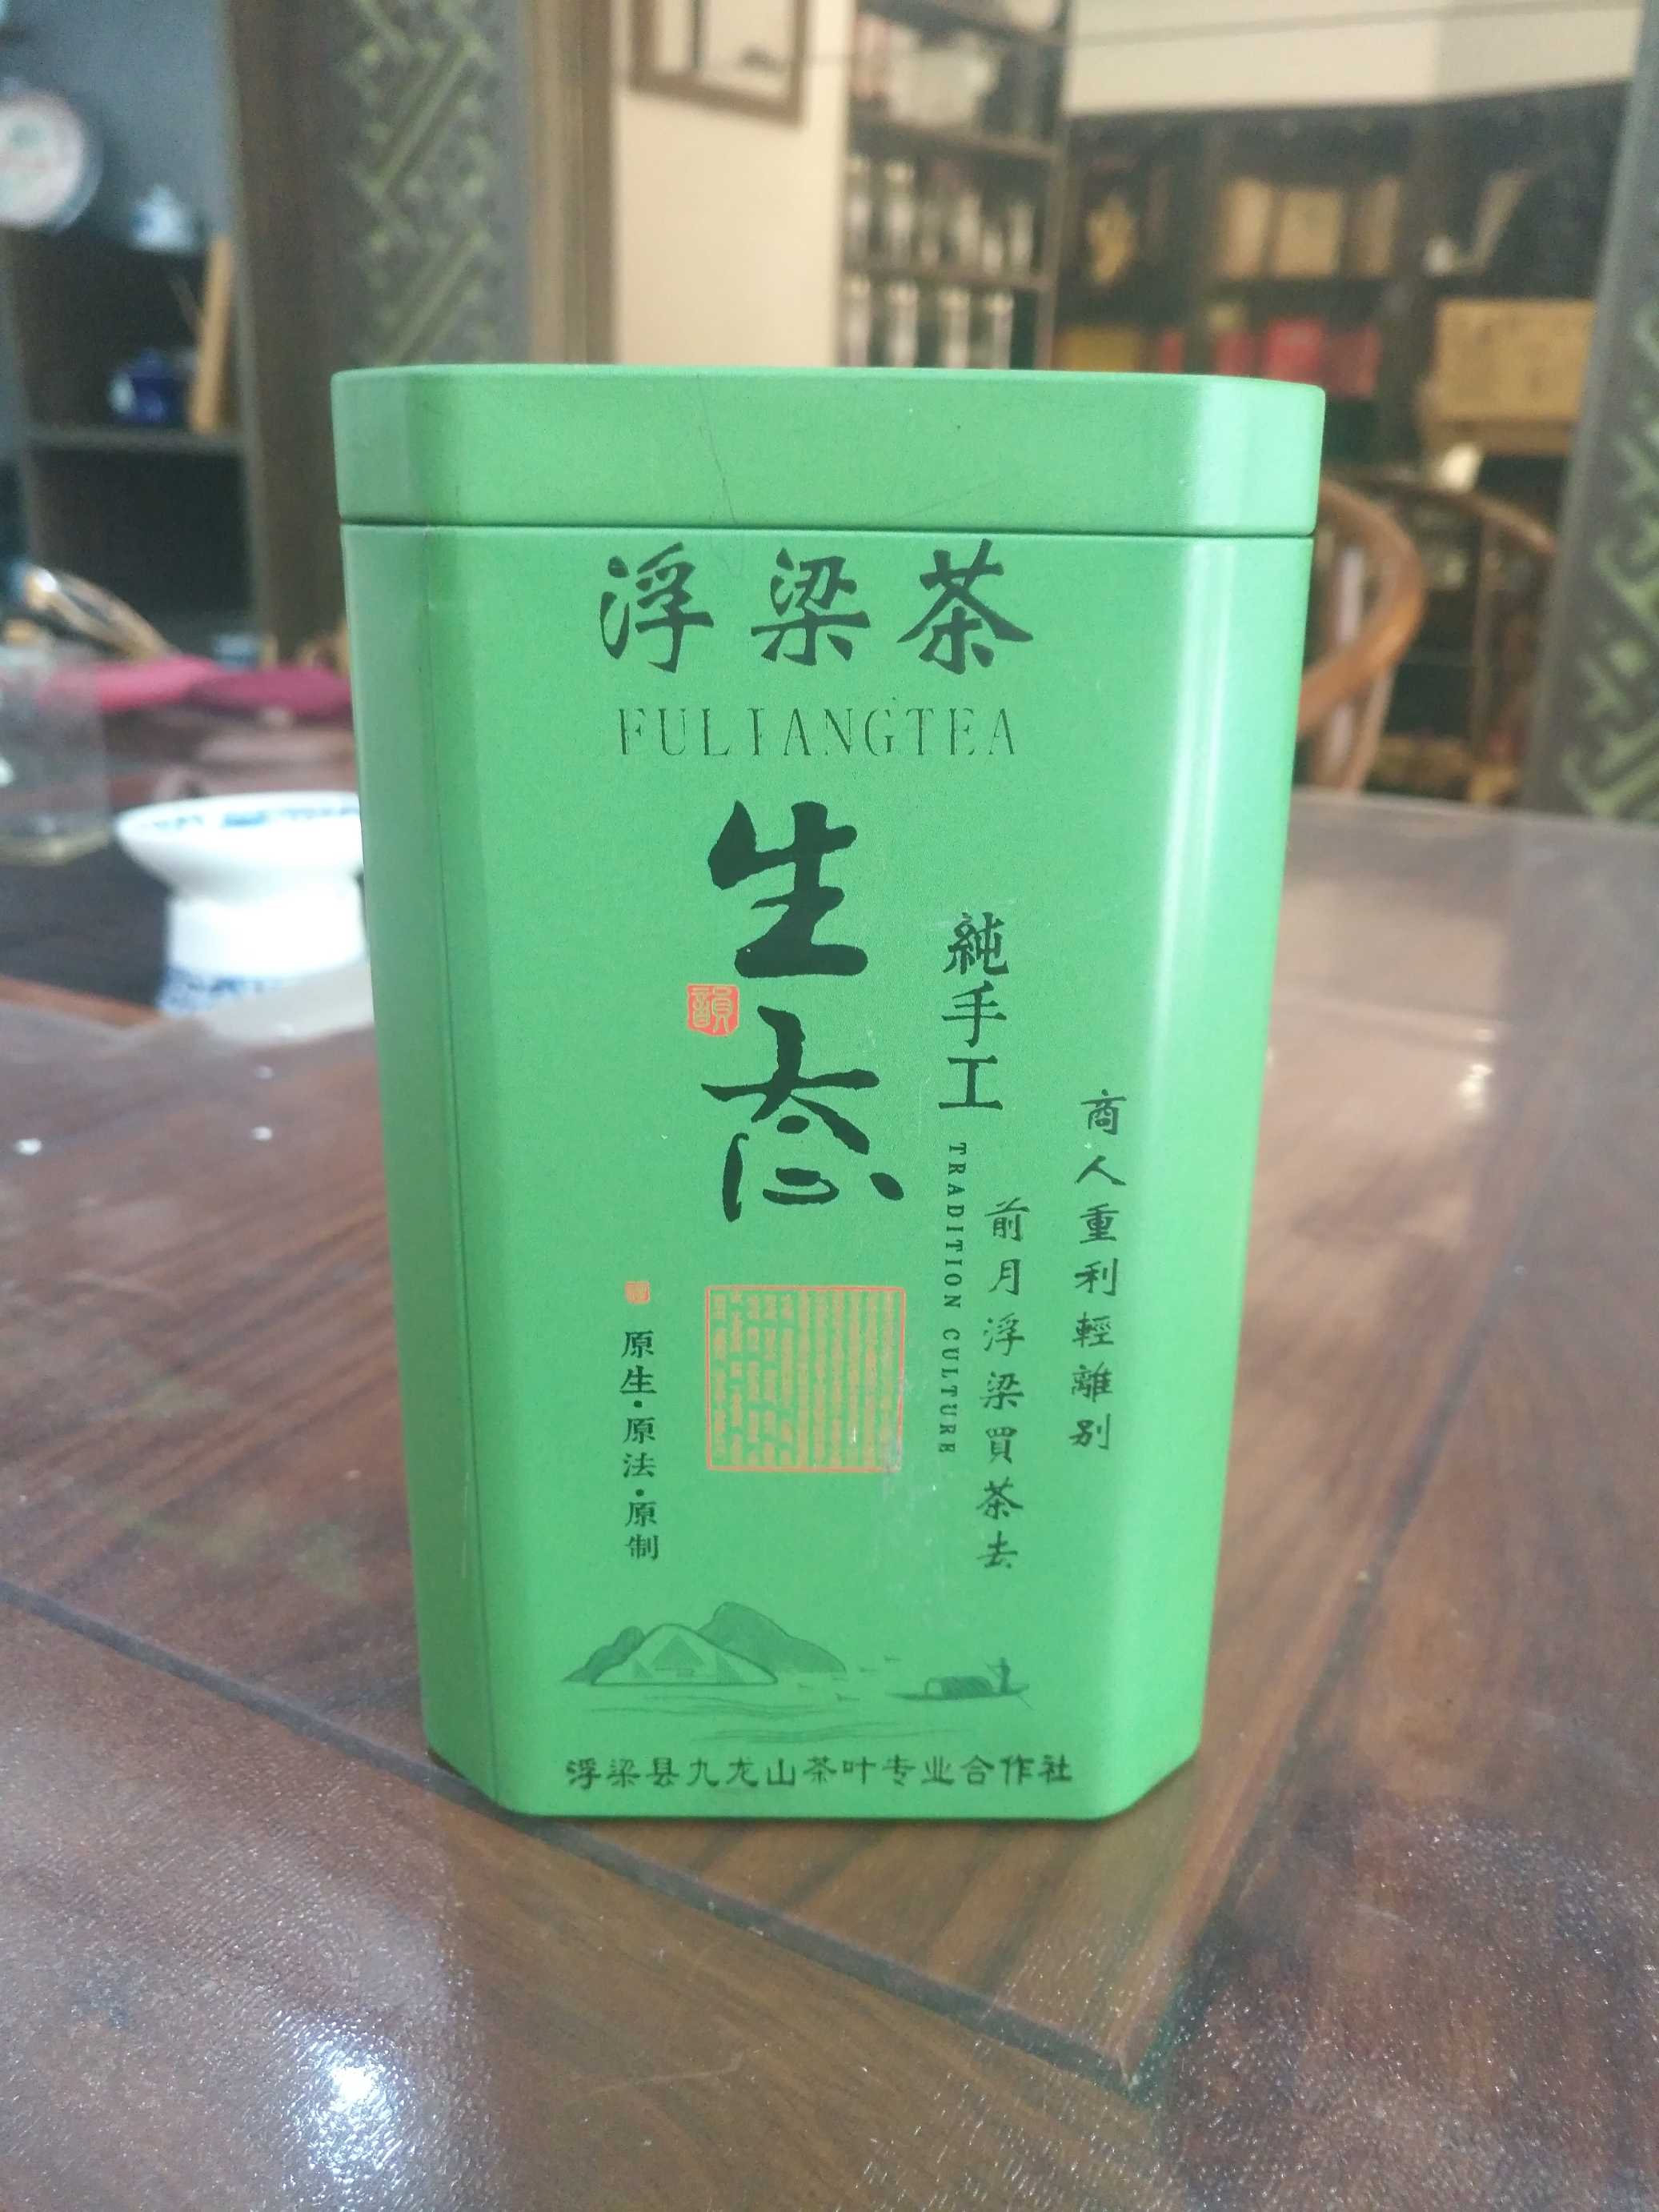 浮梁茶
FULIANGTEA
生态
韻
純手工
TRADITION CULTURE
商人重利輕離别
前月浮梁買茶去
原生·原法·原制
浮梁县九龙山茶叶专业合作社